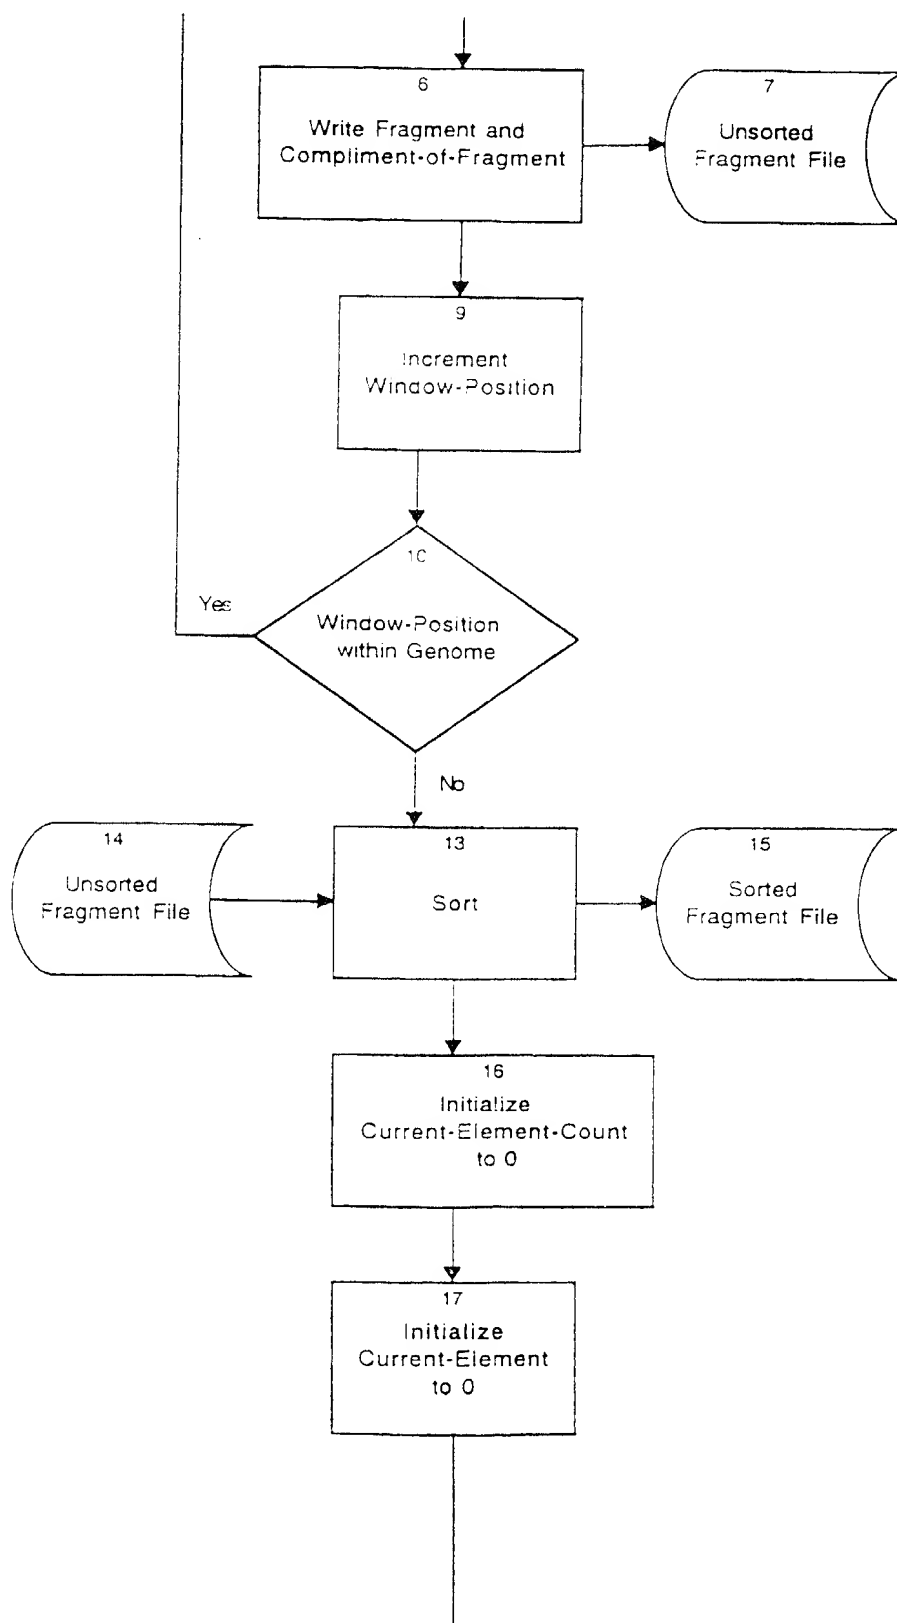 6
Write Fragment and
Compliment-of-Fragment
7
Unsorted
Fragment File
9
Increment
Window-Position
10
Yes
Window-Position
within Genome
No
14
Unsorted
Fragment File
13
Sort
15
Sorted
Fragment File
16
Initialize
Current-Element-Count
to 0
17
Initialize
Current-Element
to 0